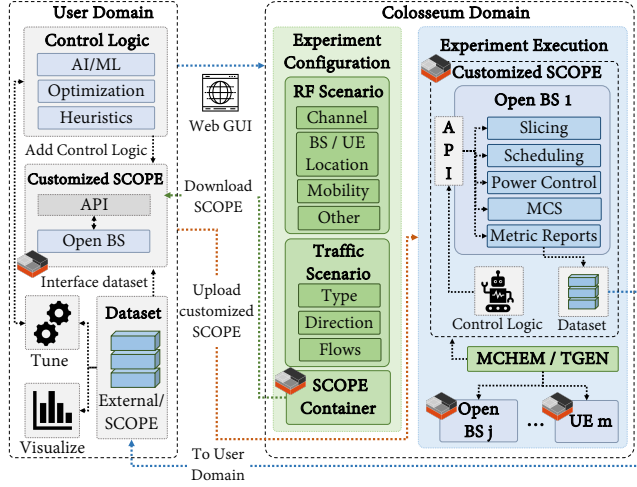 User Domain
Control Logic
AI/ML
Optimization
Heuristics
Add Control Logic
Customized SCOPE
API
Open BS
Interface dataset
Dataset
External/
SCOPE
Tune
Visualize
Web GUI
Download
SCOPE
Upload
customized
SCOPE
To User
Domain
Colosseum Domain
Experiment
Configuration
RF Scenario
Channel
BS / UE
Location
Mobility
Other
Traffic
Scenario
Type
Direction
Flows
SCOPE
Container
Experiment Execution
Customized SCOPE
Open BS 1
A
P
I
Slicing
Scheduling
Power Control
MCS
Metric Reports
Control Logic
Dataset
MCHEM / TGEN
Open
BS j
...
UE m